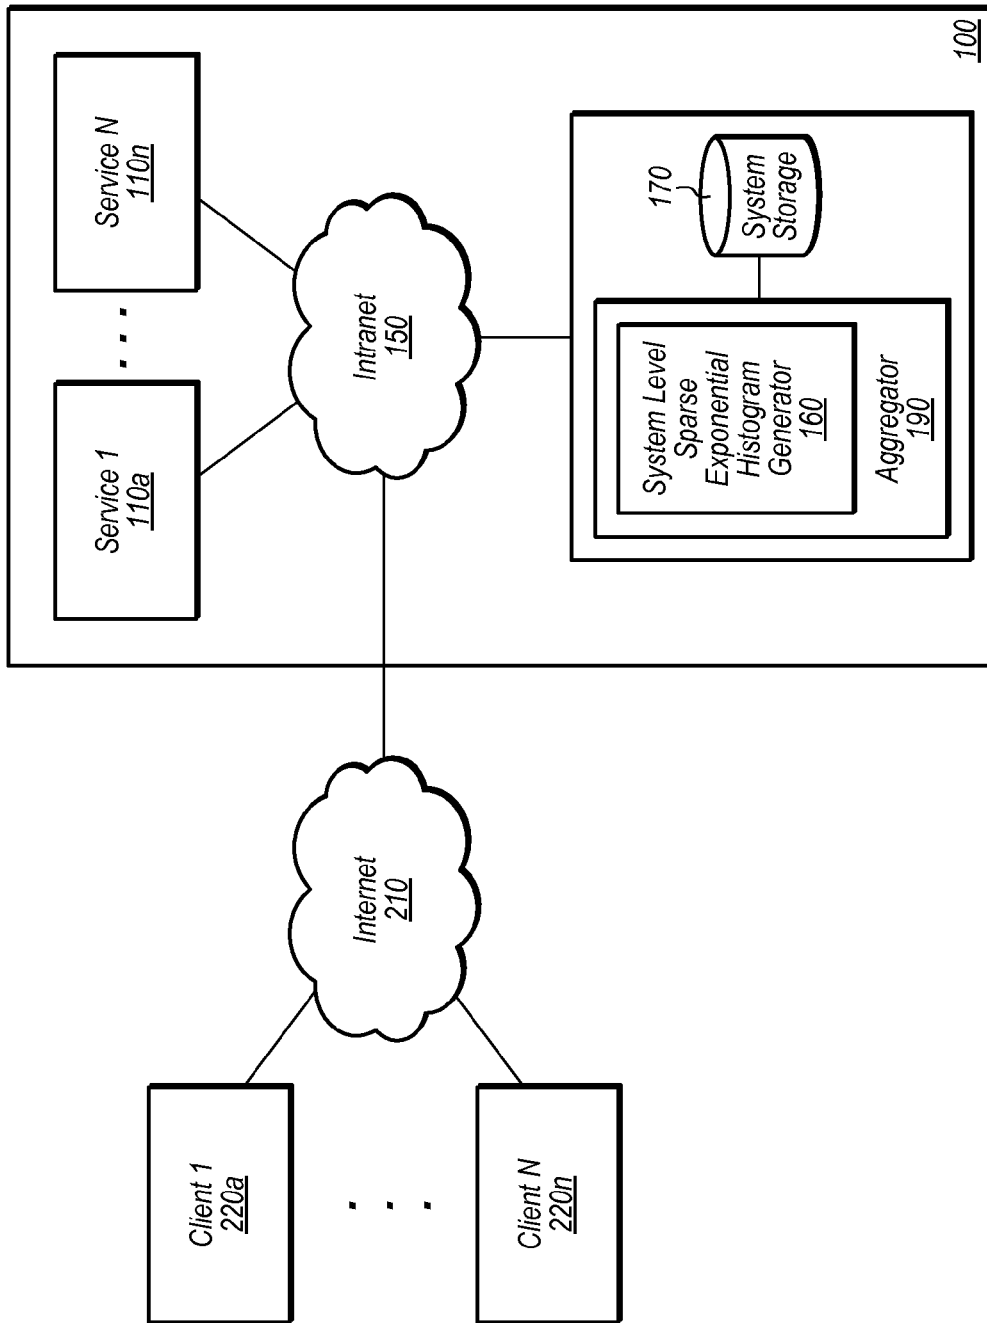 Client 1
220a
Client N
220n
Internet
210
Service 1
110a
Service N
110n
Intranet
150
System Level
Sparse
Exponential
Histogram
Generator
160
Aggregator
190
170
System
Storage
100